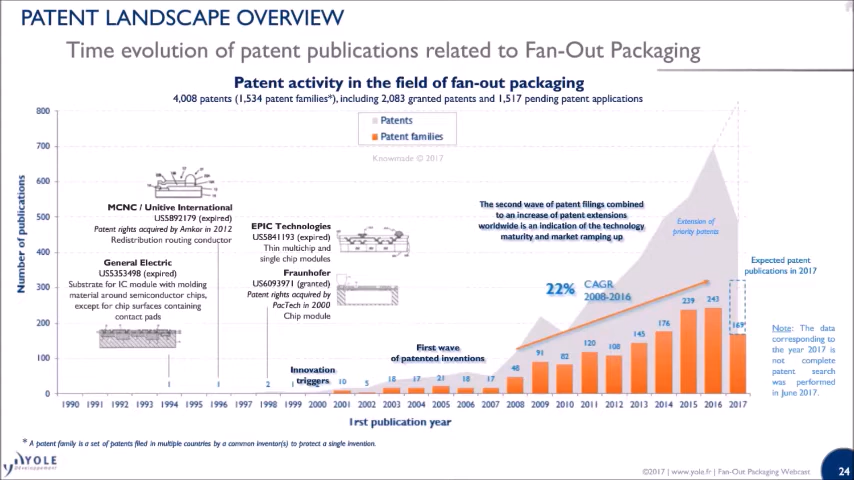 PATENT LANDSCAPE OVERVIEW
Time evolution of patent publications related to Fan-Out Packaging
Patent activity in the field of fan-out packaging
4,008 patents (1,534 patent families*), including 2,083 granted patents and 1,517 pending patent applications
Number of publications
800
700
600
500
400
300
200
100
0
Patents
Patent families
Knowmade © 2017
MCNC / Unitive International
US5892179 (expired)
Patent rights acquired by Amkor in 2012
Redistribution routing conductor
General Electric
US5353498 (expired)
Substrate for IC module with molding
material around semiconductor chips,
except for chip surfaces containing
contact pads
EPIC Technologies
US5841193 (expired)
Thin multichip and
single chip modules
Fraunhofer
US6093971 (granted)
Patent rights acquired by
PacTech in 2000
Chip module
Innovation
triggers
First wave
of patented inventions
The second wave of patent filings combined
to an increase of patent extensions
worldwide is an indication of the technology
maturity and market ramping up
22% CAGR
2008-2016
Extension of
priority patents
Expected patent
publications in 2017
Note: The data
corresponding to
the year 2017 is
not complete
patent search
was performed
in June 2017.
1 1 2 1 10 5 18 17 21 18 17 48 91 82 120 108 145 176 239 243 169*
1990 1991 1992 1993 1994 1995 1996 1997 1998 1999 2000 2001 2002 2003 2004 2005 2006 2007 2008 2009 2010 2011 2012 2013 2014 2015 2016 2017
1rst publication year
* A patent family is a set of patents filed in multiple countries by a common inventor(s) to protect a single invention.
YOLE
Développement
©2017 | www.yole.fr | Fan-Out Packaging Webcast
24